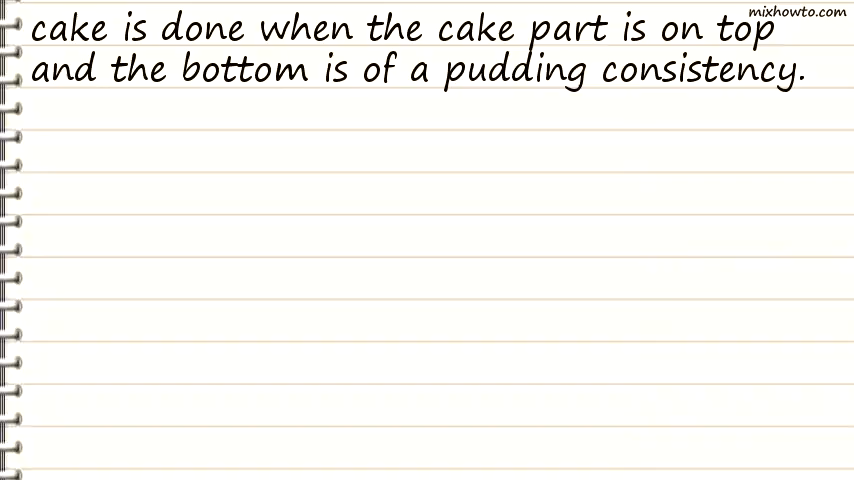 mixhowto.com
cake is done when the cake part is on top
and the bottom is of a pudding consistency.